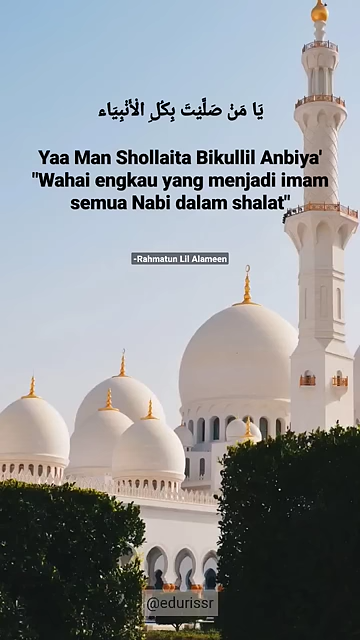 يَا مَنْ صَلَّيْتَ بِكُلِّ الْأَنْبِيَاء
Yaa Man Shollaita Bikullil Anbiya'
"Wahai engkau yang menjadi imam
semua Nabi dalam shalat"
-Rahmatun Lil Alameen
@edurissr